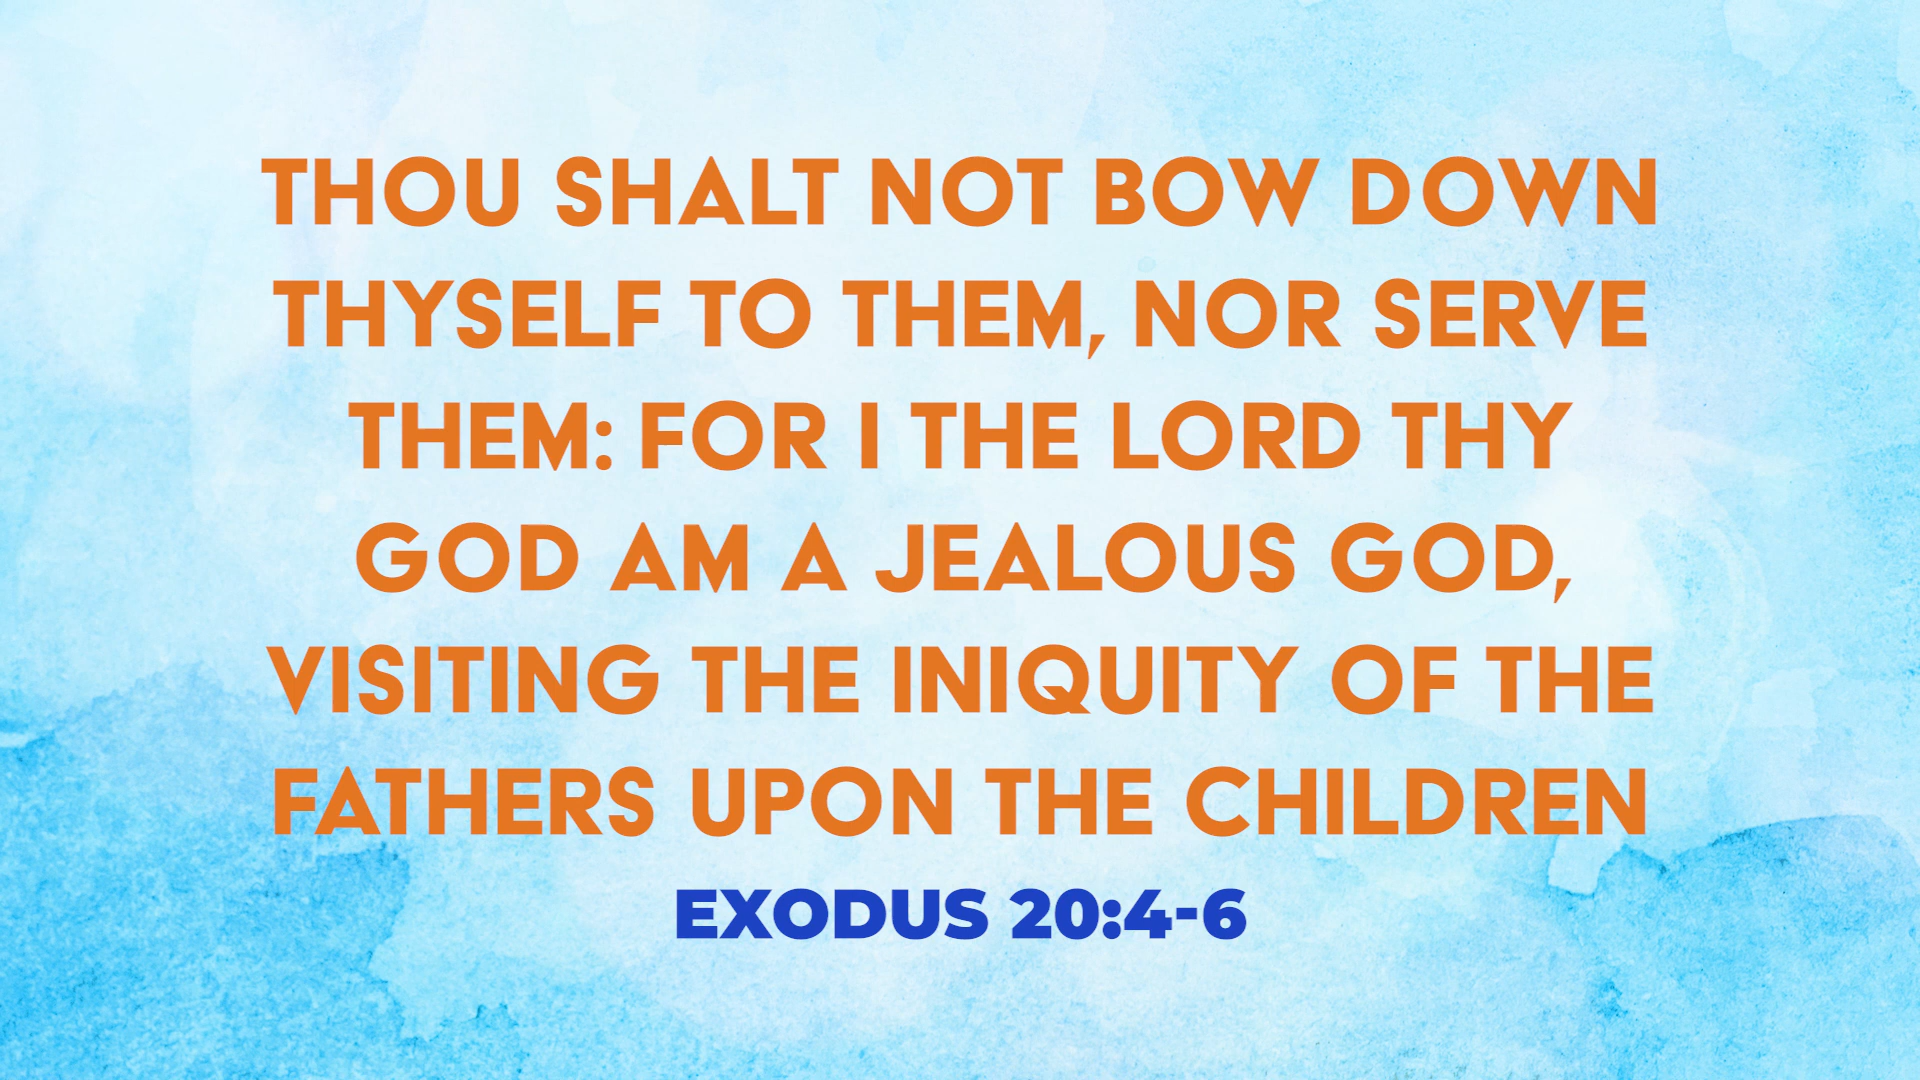 THOU SHALT NOT BOW DOWN
THYSELF TO THEM, NOR SERVE
THEM: FOR I THE LORD THY
GOD AM A JEALOUS GOD,
VISITING THE INIQUITY OF THE
FATHERS UPON THE CHILDREN
EXODUS 20:4-6